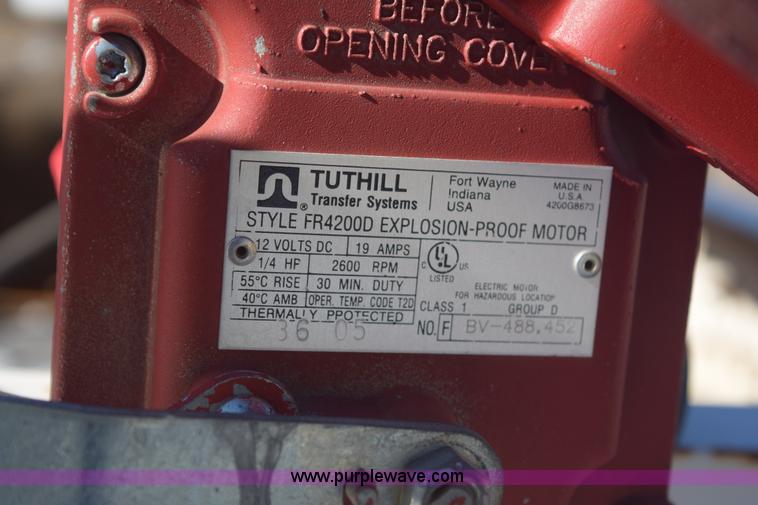 BEFORE
OPENING COVER
TUTHILL
® Transfer Systems
Fort Wayne
Indiana
USA
MADE IN
U.S.A.
4200G8673
STYLE FR4200D EXPLOSION-PROOF MOTOR
12 VOLTS DC 19 AMPS
1/4 HF 2600 RPM
55°C RISE 30 MIN. DUTY
40°C AMB OPER. TEMP. CODE T2D
THERMALLY PROTECTED
36 05
C UL US
LISTED
ELECTRIC MOTOR
FOR HAZARDOUS LOCATION
CLASS 1 GROUP D
NO. F BV-488,452
www.purplewave.com